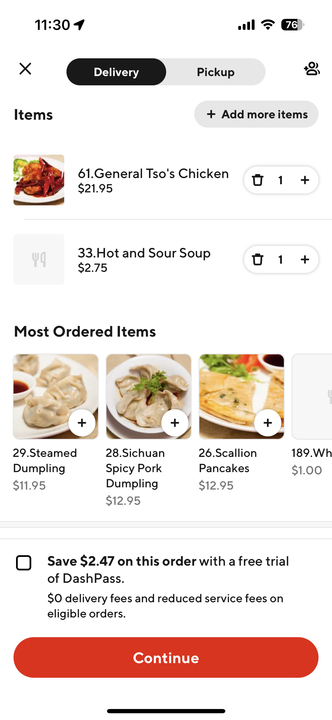 11:30
76
Delivery
Pickup
Items
+ Add more items
61.General Tso's Chicken
$21.95
1 +
33.Hot and Sour Soup
$2.75
1 +
Most Ordered Items
+ + +
29.Steamed Dumpling
$11.95
28.Sichuan Spicy Pork Dumpling
$12.95
26.Scallion Pancakes
$12.95
189.Wh
$1.00
Save $2.47 on this order with a free trial
of DashPass.
$0 delivery fees and reduced service fees on
eligible orders.
Continue